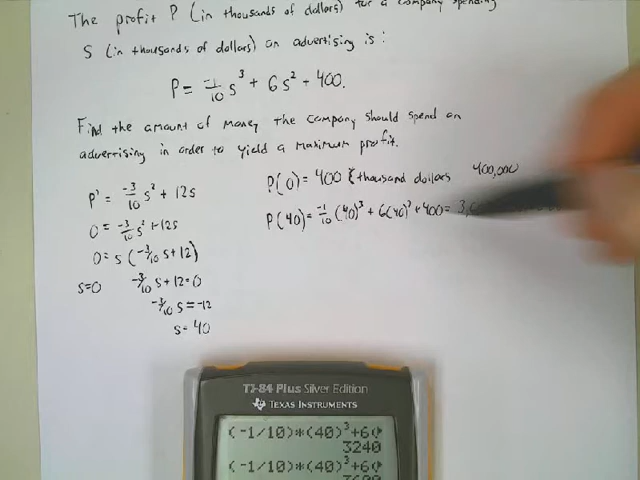 The profit P (in thousands of dollars) for a company spending
S (in thousands of dollars) on advertising is:
P = -1/10 s³ + 6s² + 400.
Find the amount of money the company should spend on
advertising in order to yield a maximum profit.
P' = -3/10 s² + 12s
0 = -3/10 s² + 12s
0 = s (-3/10 s + 12)
s=0 -3/10 s + 12 = 0
-3/10 s = -12
s = 40
P(0) = 400 thousand dollars 400,000
P(40) = -1/10 (40)³ + 6(40)² + 400 = 3,
TI-84 Plus Silver Edition
TEXAS INSTRUMENTS
(-1/10)*(40)³+6(
3240
(-1/10)*(40)³+6(